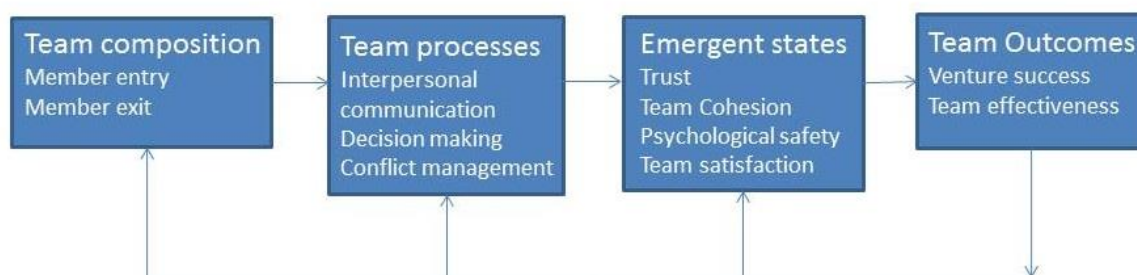 Team composition
Member entry
Member exit
Team processes
Interpersonal
communication
Decision making
Conflict management
Emergent states
Trust
Team Cohesion
Psychological safety
Team satisfaction
Team Outcomes
Venture success
Team effectiveness